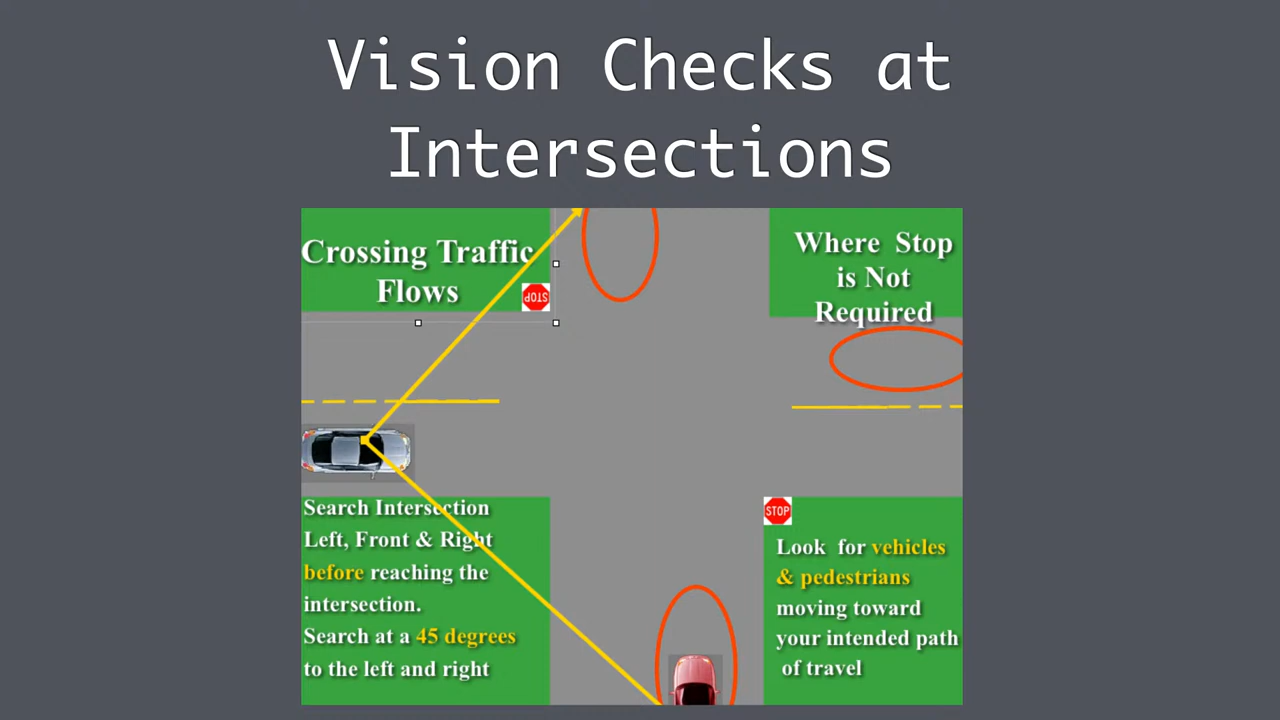 Vision Checks at
Intersections
Crossing Traffic
Flows
STOP
Where Stop
is Not
Required
Search Intersection
Left, Front & Right
before reaching the
intersection.
Search at a 45 degrees
to the left and right
STOP
Look for vehicles
& pedestrians
moving toward
your intended path
of travel